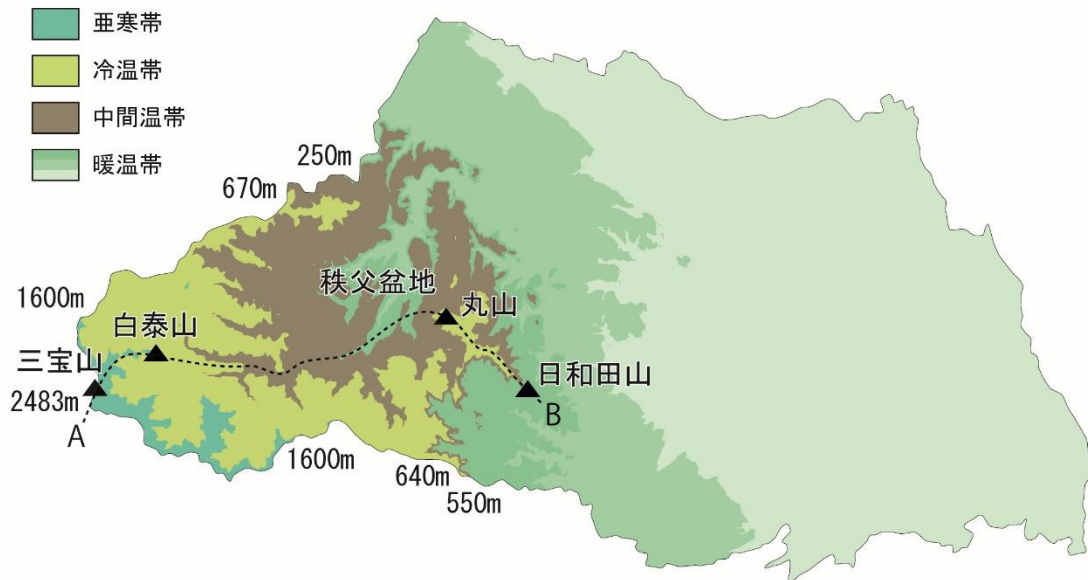 亜寒帯
冷温帯
中間温帯
暖温帯
250m
670m
秩父盆地
丸山
1600m
白泰山
三宝山
2483m
日和田山
A
B
1600m
640m
550m